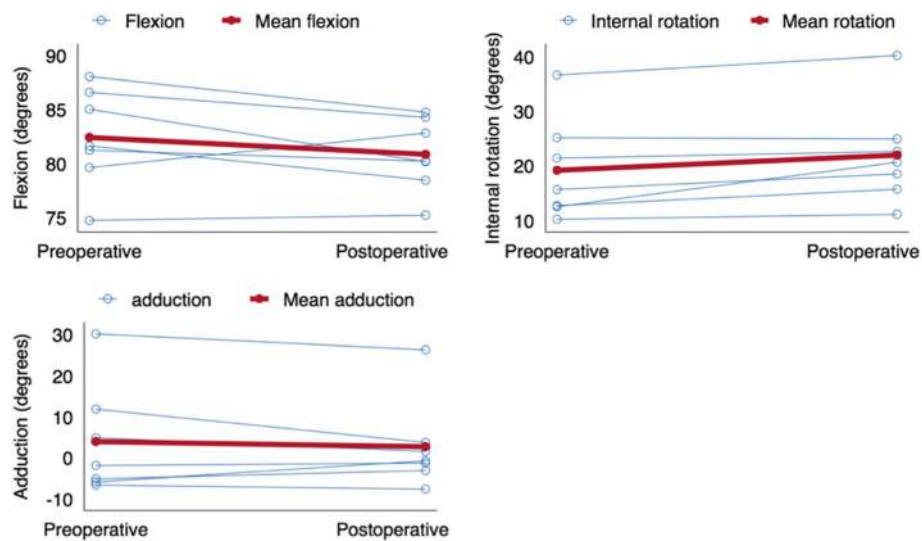 Flexion Mean flexion
Flexion (degrees)
90
85
80
75
Preoperative Postoperative
Internal rotation Mean rotation
Internal rotation (degrees)
40
30
20
10
Preoperative Postoperative
adduction Mean adduction
Adduction (degrees)
30
20
10
0
-10
Preoperative Postoperative